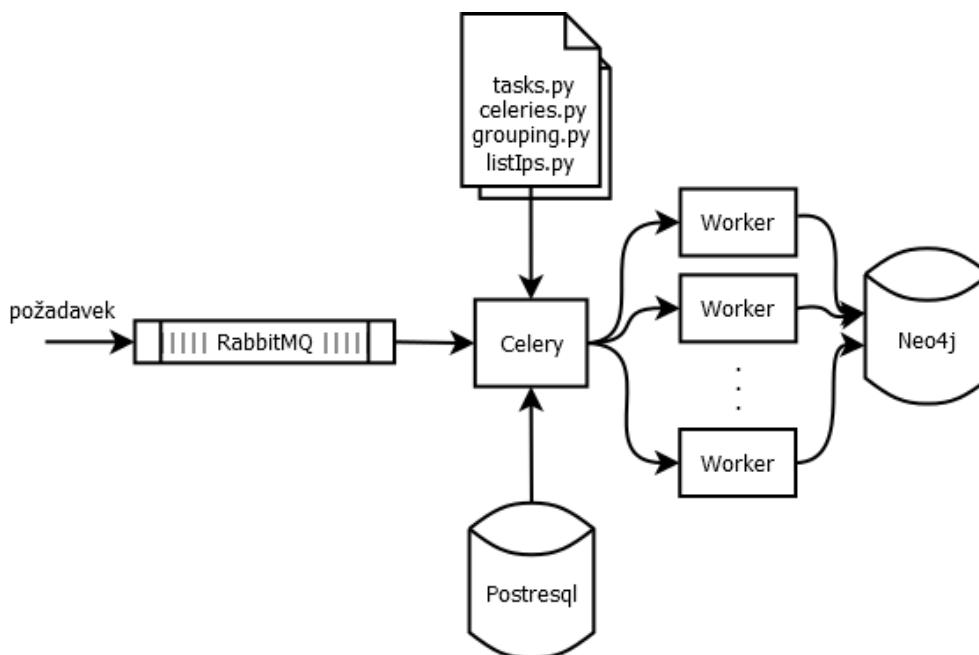 tasks.py
celeries.py
grouping.py
listIps.py
Worker
požadavek
RabbitMQ
Celery
Worker
Neo4j
Worker
Postresql